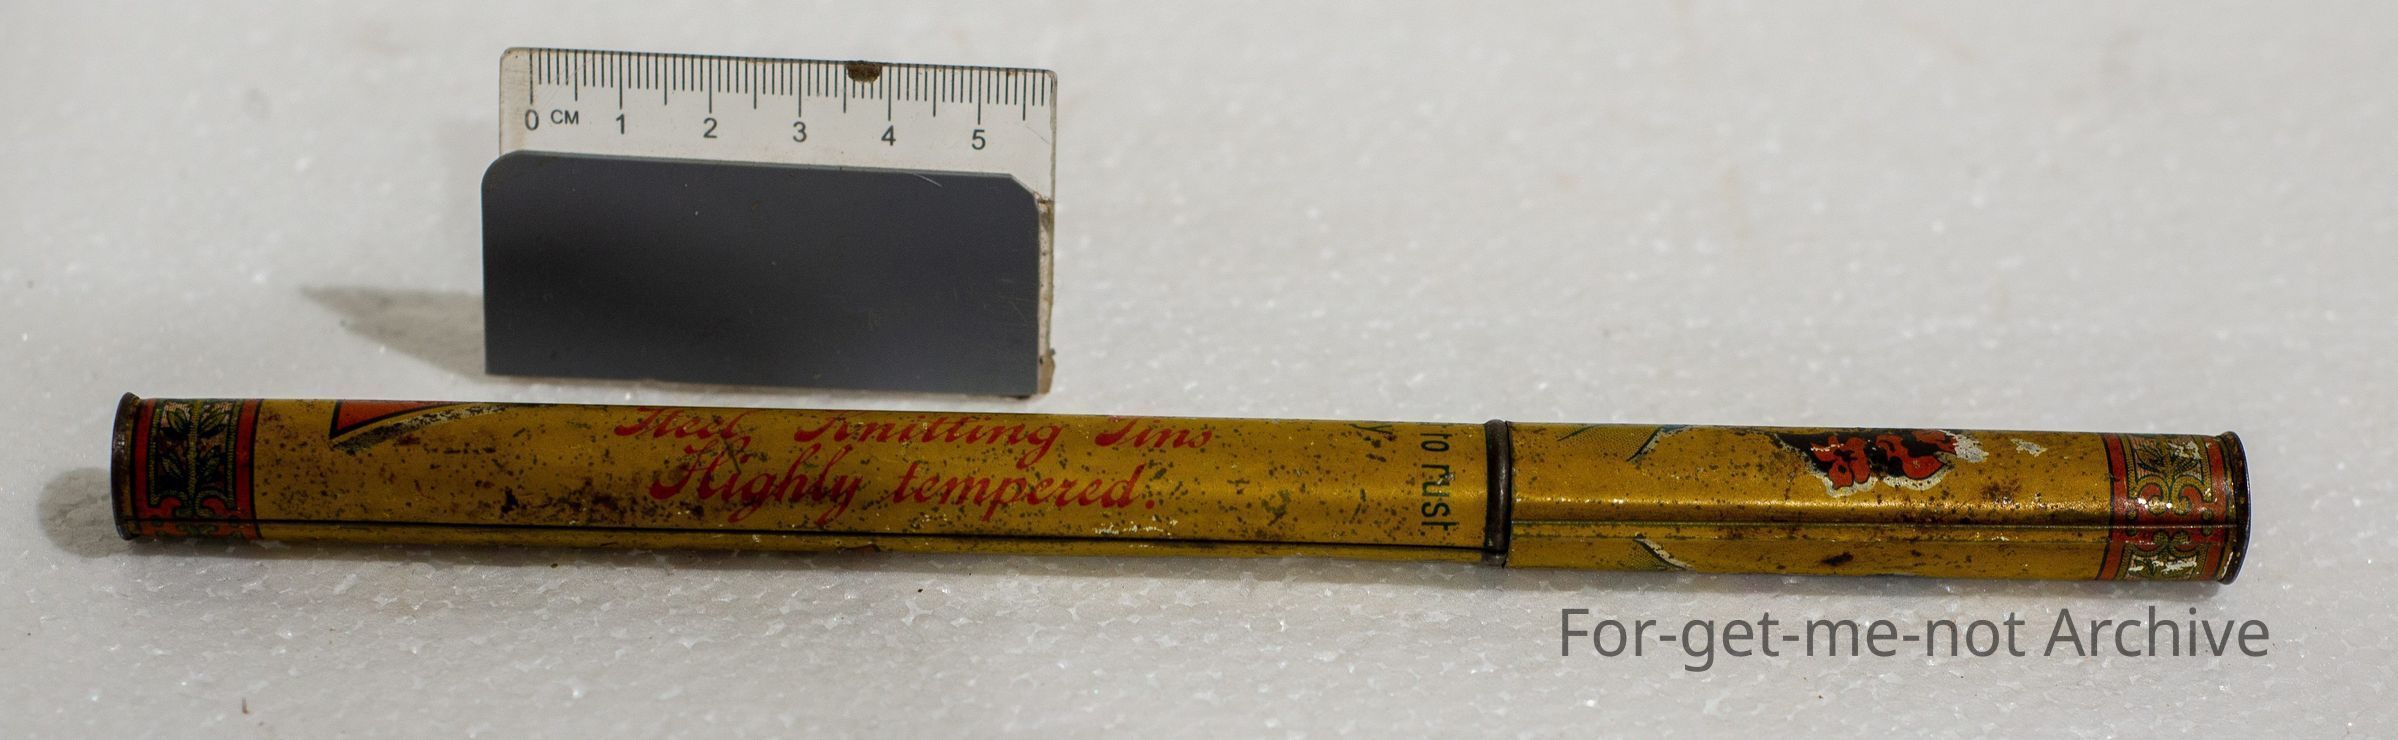 0 CM 1 2 3 4 5
Steel Knitting Pins
Highly tempered.
to rust
For-get-me-not Archive